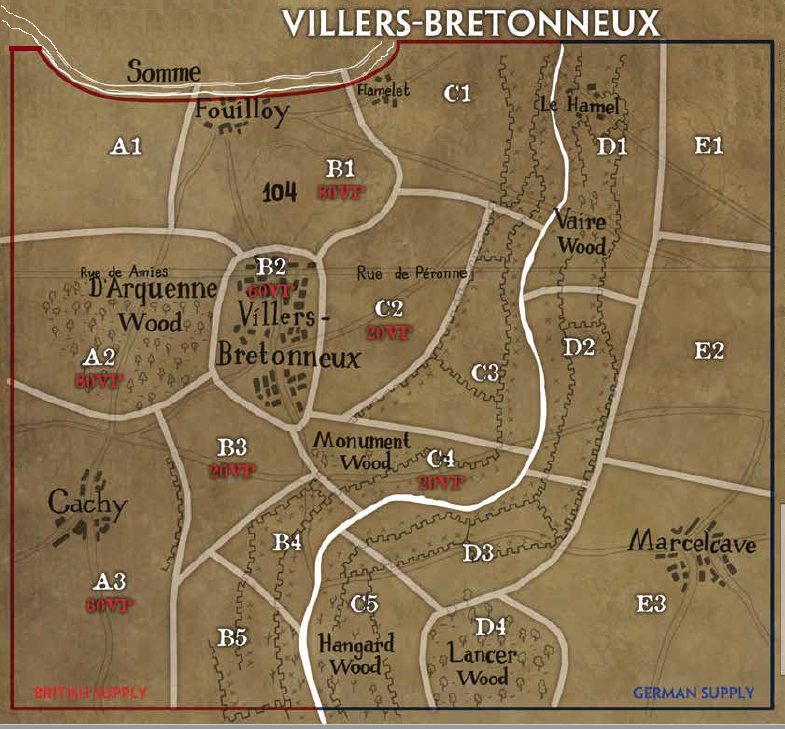 VILLERS-BRETONNEUX
Somme
Hamelet
C1
Fouilloy
Le Hamel
A1
D1
E1
B1
80VP
104
Vaire
Wood
B2
60VP
Rue de Amies
Rue de Péronne
D'Arquenne
Wood
Villers-
Bretonneux
C2
20VP
A2
80VP
C3
D2
E2
B3
20VP
Monument
Wood
C4
20VP
Cachy
B4
D3
Marcelcave
A3
60VP
C5
E3
B5
D4
Hangard
Wood
Lancer
Wood
BRITISH SUPPLY
GERMAN SUPPLY